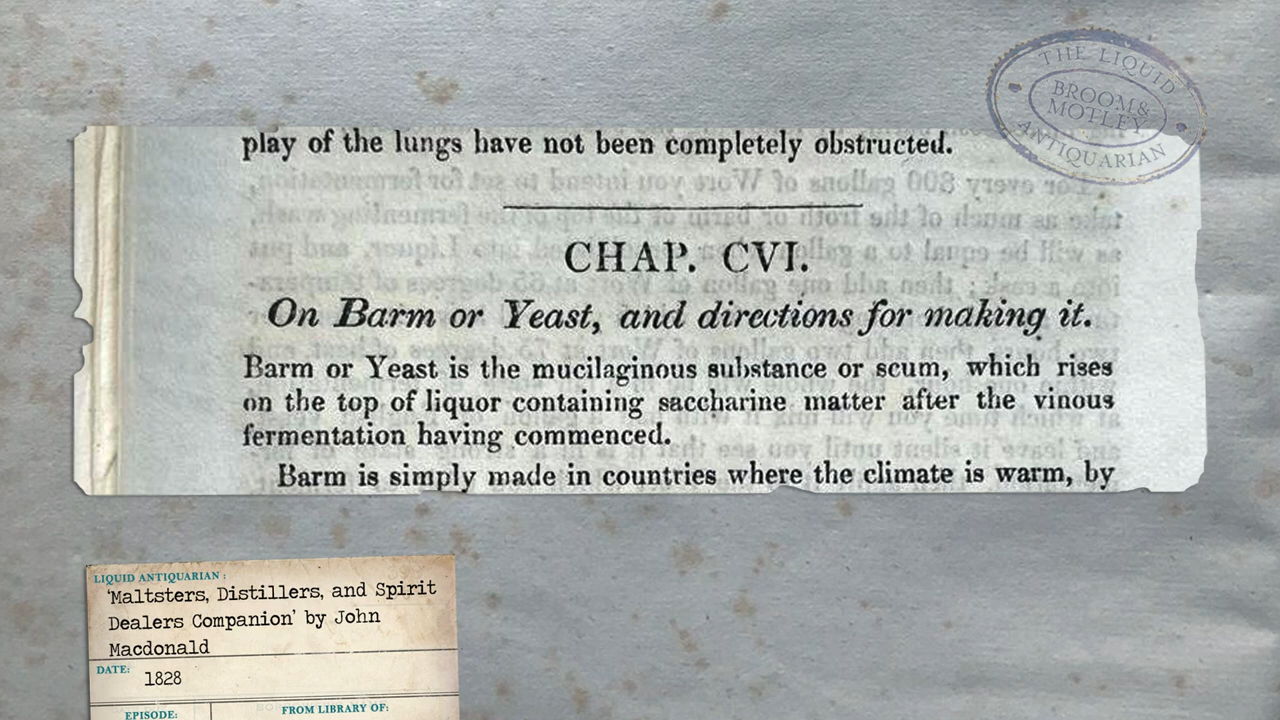 THE LIQUID
BROOM &
MOTLEY
ANTIQUARIAN
play of the lungs have not been completely obstructed.
CHAP. CVI.
On Barm or Yeast, and directions for making it.
Barm or Yeast is the mucilaginous substance or scum, which rises
on the top of liquor containing saccharine matter after the vinous
fermentation having commenced.
Barm is simply made in countries where the climate is warm, by
LIQUID ANTIQUARIAN :
‘Maltsters, Distillers, and Spirit
Dealers Companion’ by John
Macdonald
DATE: 1828
EPISODE: FROM LIBRARY OF: